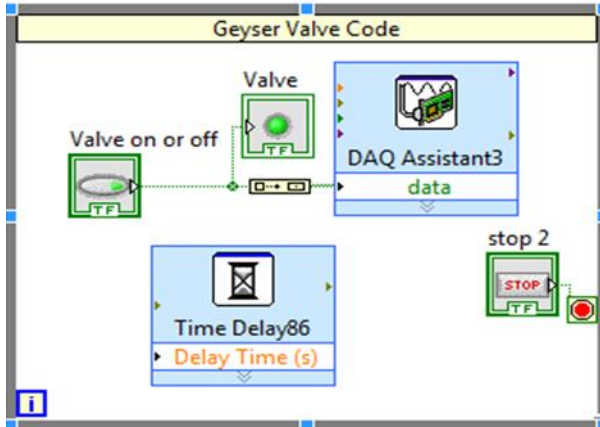 Geyser Valve Code
Valve
Valve on or off
TF
TF
DAQ Assistant3
data
stop 2
STOP
TF
Time Delay86
Delay Time (s)
i